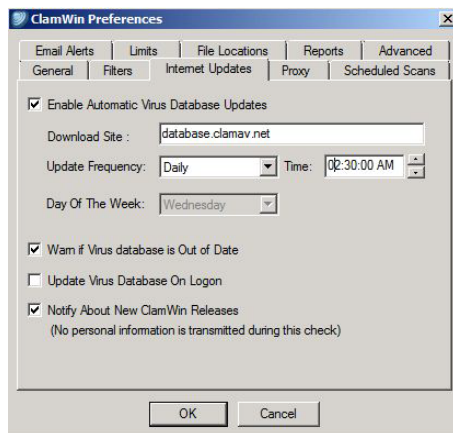 ClamWin Preferences
Email Alerts Limits File Locations Reports Advanced
General Filters Internet Updates Proxy Scheduled Scans
Enable Automatic Virus Database Updates
Download Site : database.clamav.net
Update Frequency: Daily Time: 02:30:00 AM
Day Of The Week: Wednesday
Warn if Virus database is Out of Date
Update Virus Database On Logon
Notify About New ClamWin Releases
(No personal information is transmitted during this check)
OK Cancel